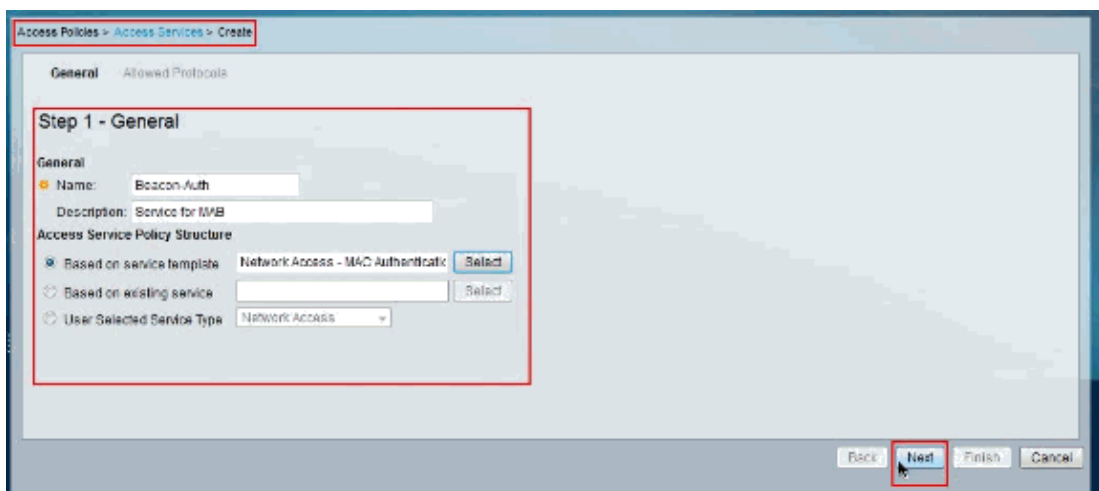 Access Policies > Access Services > Create
General Allowed Protocols
Step 1 - General
General
Name: Beacon-Auth
Description: Service for MAB
Access Service Policy Structure
Based on service template Network Access - MAC Authenticatic Select
Based on existing service Select
User Selected Service Type Network Access
Back Next Finish Cancel